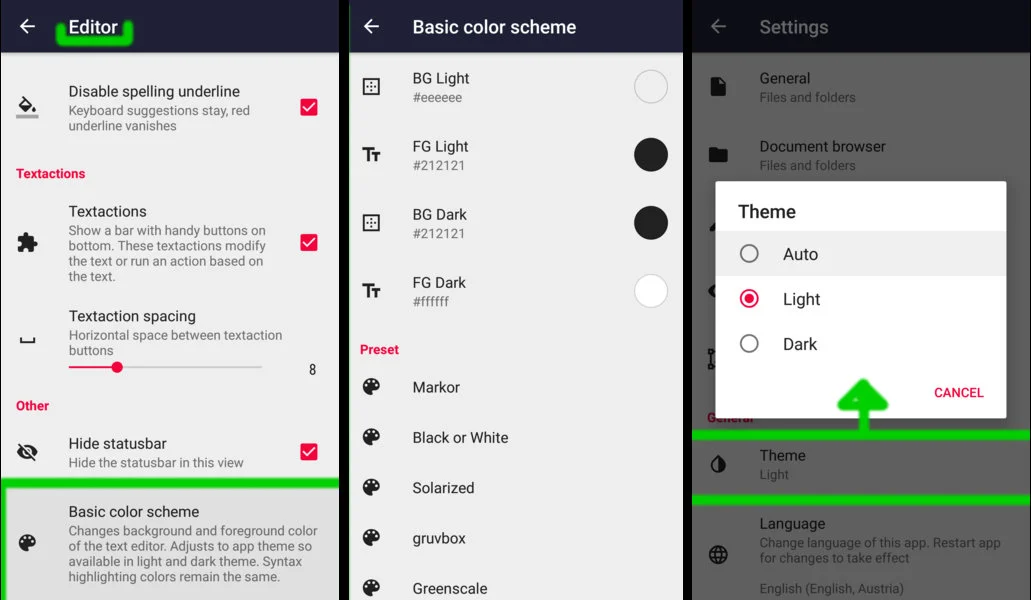 Editor
Disable spelling underline
Keyboard suggestions stay, red
underline vanishes
Textactions
Textactions
Show a bar with handy buttons on
bottom. These textactions modify
the text or run an action based on
the text.
Textaction spacing
Horizontal space between textaction
buttons
8
Other
Hide statusbar
Hide the statusbar in this view
Basic color scheme
Changes background and foreground color
of the text editor. Adjusts to app theme so
available in light and dark theme. Syntax
highlighting colors remain the same.
Basic color scheme
BG Light
#eeeeee
FG Light
#212121
BG Dark
#212121
FG Dark
#ffffff
Preset
Markor
Black or White
Solarized
gruvbox
Greenscale
Settings
General
Files and folders
Document browser
Files and folders
Theme
Auto
Light
Dark
CANCEL
General
Theme
Light
Language
Change language of this app. Restart app
for changes to take effect
English (English, Austria)